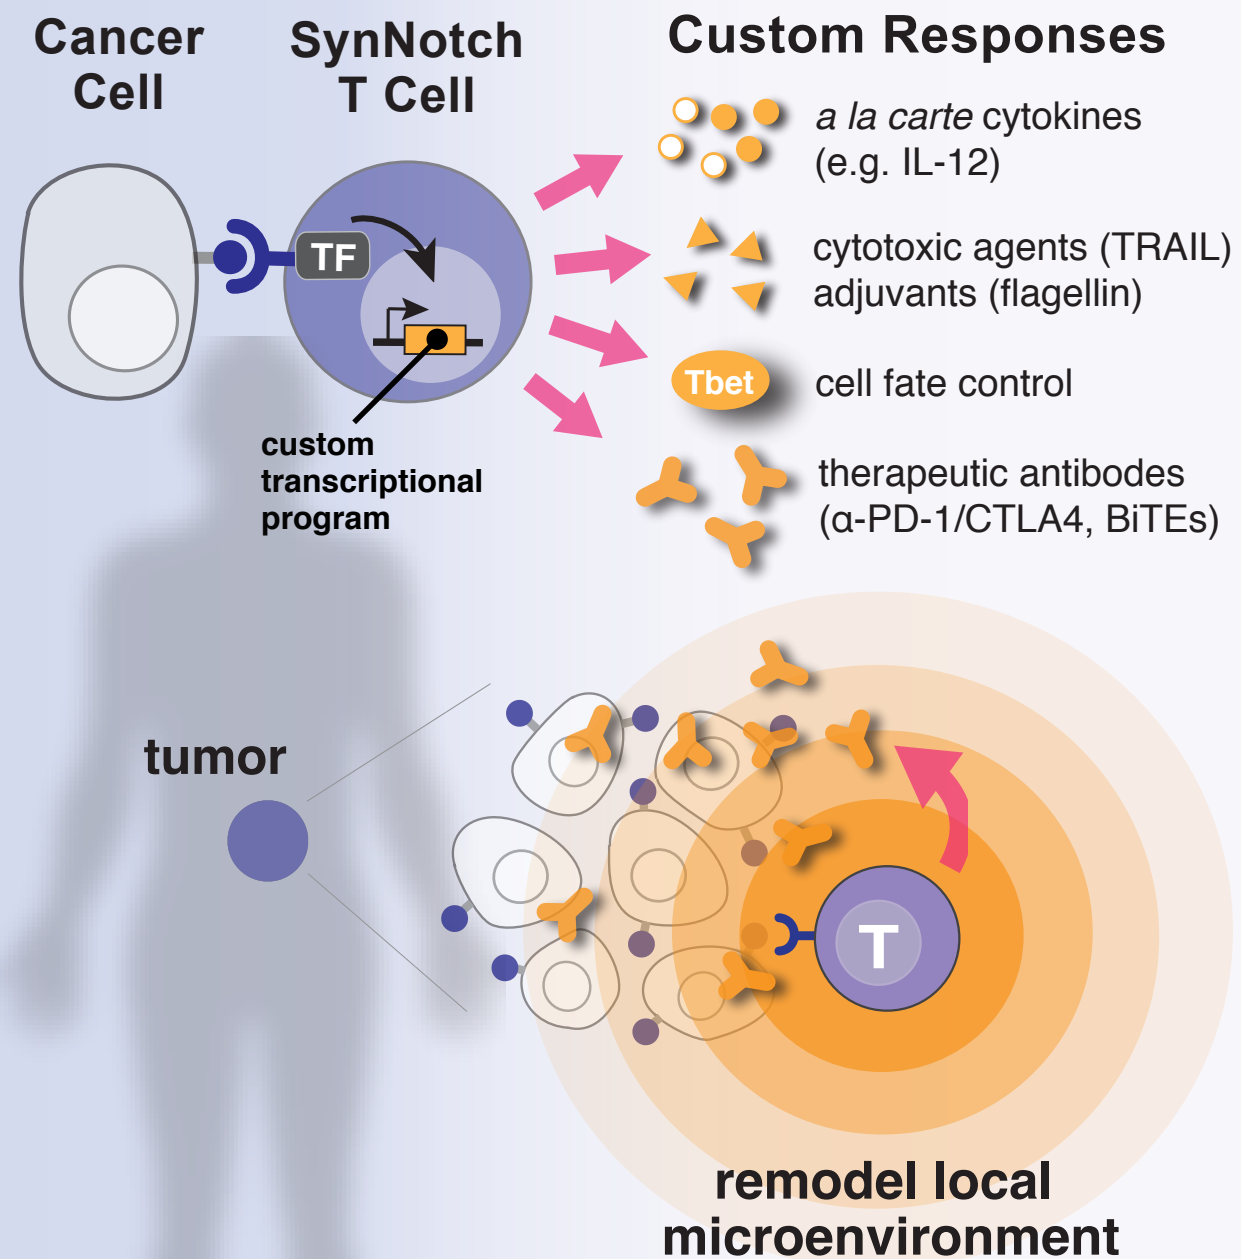 Cancer
Cell
SynNotch
T Cell
Custom Responses
a la carte cytokines
(e.g. IL-12)
TF
cytotoxic agents (TRAIL)
adjuvants (flagellin)
Tbet
cell fate control
custom
transcriptional
program
therapeutic antibodes
(α-PD-1/CTLA4, BiTEs)
tumor
T
remodel local
microenvironment